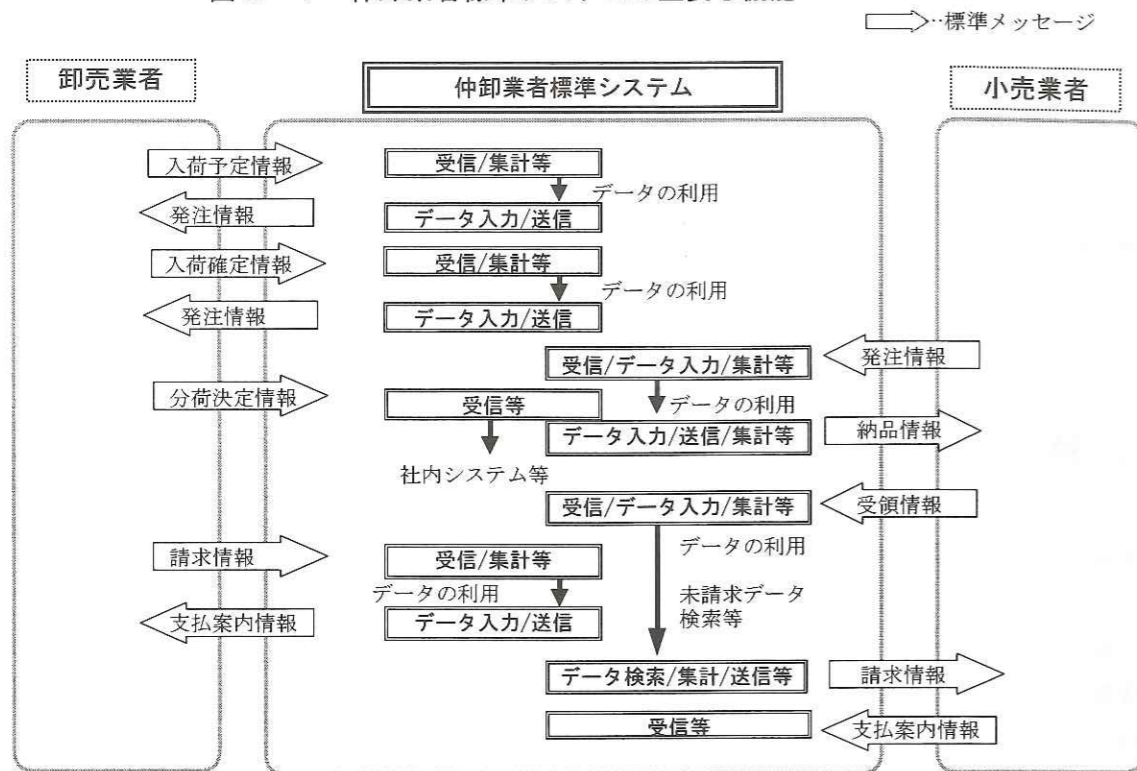 ⇨‥標準メッセージ
卸売業者
仲卸業者標準システム
小売業者
入荷予定情報
受信/集計等
データの利用
発注情報
データ入力/送信
入荷確定情報
受信/集計等
データの利用
発注情報
データ入力/送信
受信/データ入力/集計等
発注情報
分荷決定情報
受信等
データの利用
データ入力/送信/集計等
納品情報
社内システム等
受信/データ入力/集計等
受領情報
データの利用
請求情報
受信/集計等
データの利用
未請求データ
検索等
支払案内情報
データ入力/送信
データ検索/集計/送信等
請求情報
受信等
支払案内情報